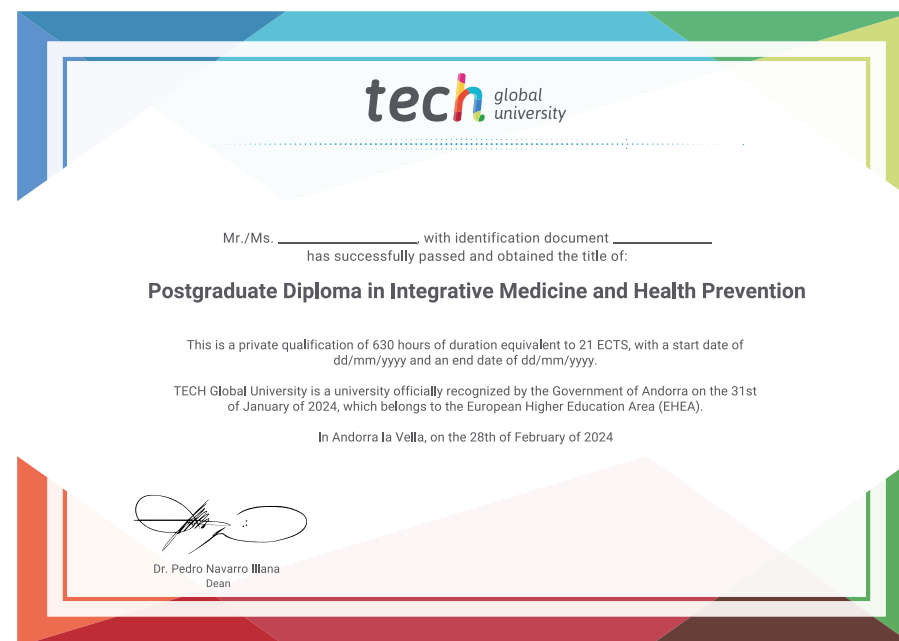 tech global university
Mr./Ms. ____________________, with identification document ______________
has successfully passed and obtained the title of:
Postgraduate Diploma in Integrative Medicine and Health Prevention
This is a private qualification of 630 hours of duration equivalent to 21 ECTS, with a start date of
dd/mm/yyyy and an end date of dd/mm/yyyy.
TECH Global University is a university officially recognized by the Government of Andorra on the 31st
of January of 2024, which belongs to the European Higher Education Area (EHEA).
In Andorra la Vella, on the 28th of February of 2024
Dr. Pedro Navarro Illana
Dean